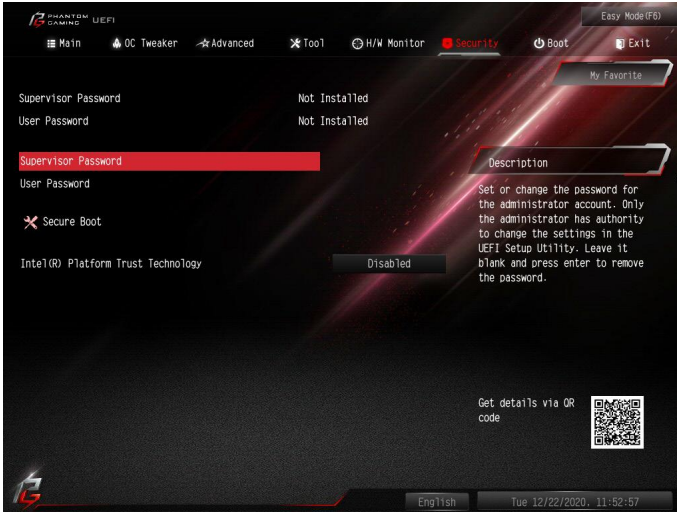 PHANTOM GAMING UEFI
Easy Mode(F6)
Main OC Tweaker Advanced Tool H/W Monitor Security Boot Exit
My Favorite
Supervisor Password Not Installed
User Password Not Installed
Supervisor Password
User Password
Secure Boot
Intel(R) Platform Trust Technology Disabled
Description
Set or change the password for
the administrator account. Only
the administrator has authority
to change the settings in the
UEFI Setup Utility. Leave it
blank and press enter to remove
the password.
Get details via QR
code
English
Tue 12/22/2020. 11:52:57